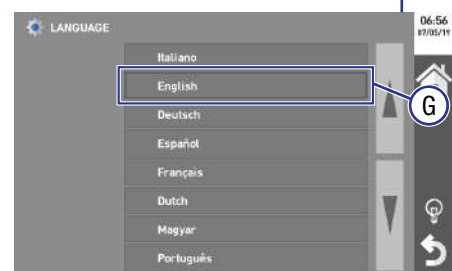 LANGUAGE
06:56
07/05/19
Italiano
English
G
Deutsch
Español
Français
Dutch
Magyar
Português